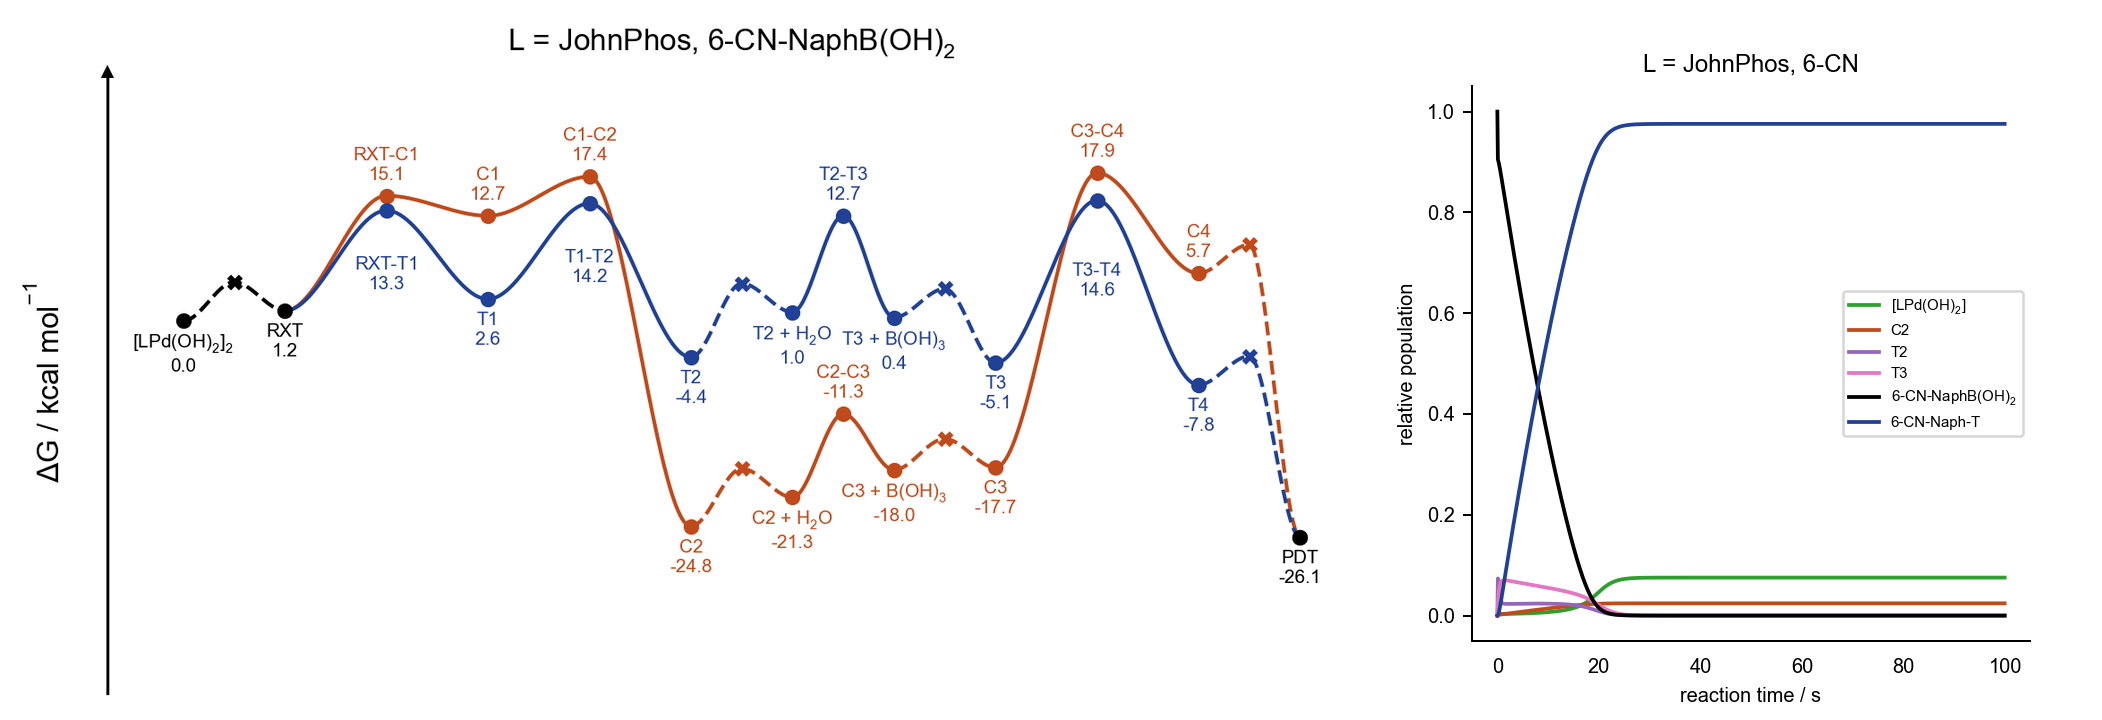 L = JohnPhos, 6-CN-NaphB(OH)₂
ΔG / kcal mol⁻¹
[LPd(OH)₂]₂
0.0
RXT
1.2
RXT-C1
15.1
RXT-T1
13.3
C1
12.7
T1
2.6
C1-C2
17.4
T1-T2
14.2
T2
-4.4
C2
-24.8
T2 + H₂O
1.0
C2 + H₂O
-21.3
T2-T3
12.7
C2-C3
-11.3
T3 + B(OH)₃
0.4
C3 + B(OH)₃
-18.0
T3
-5.1
C3
-17.7
C3-C4
17.9
T3-T4
14.6
C4
5.7
T4
-7.8
PDT
-26.1
L = JohnPhos, 6-CN
relative population
1.0
0.8
0.6
0.4
0.2
0.0
[LPd(OH)₂]
C2
T2
T3
6-CN-NaphB(OH)₂
6-CN-Naph-T
0 20 40 60 80 100
reaction time / s